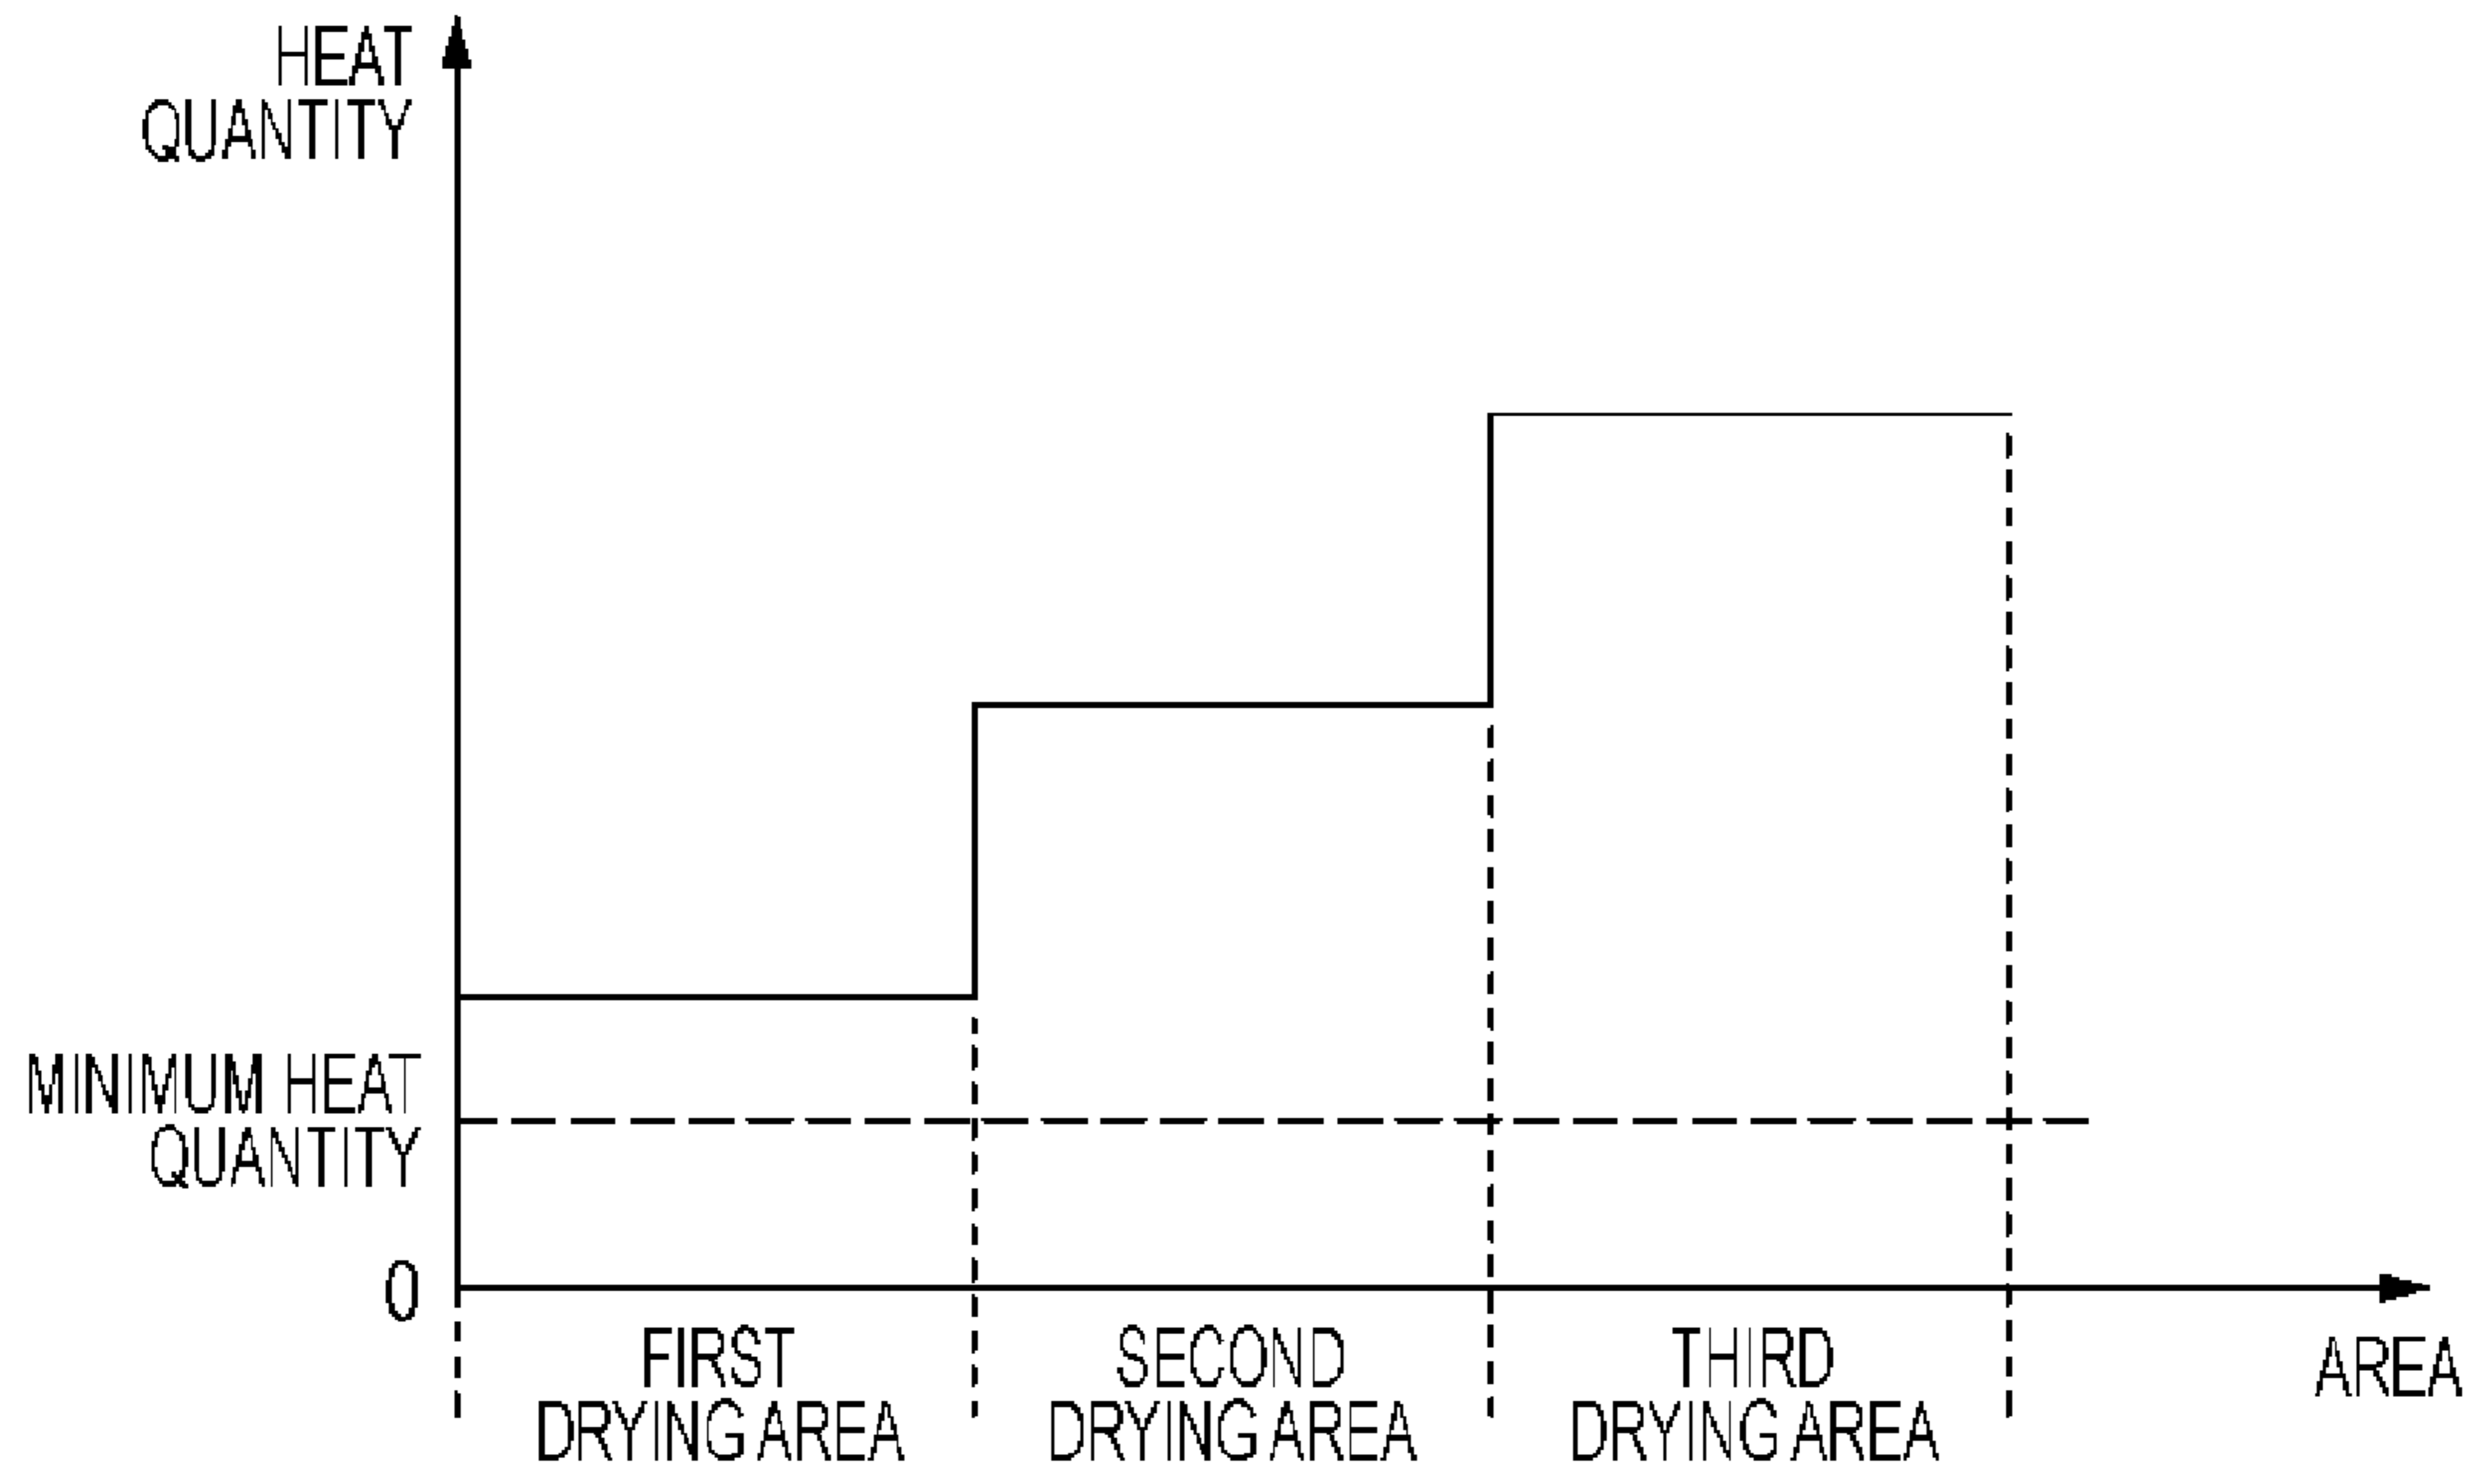 HEAT
QUANTITY
MINIMUM HEAT
QUANTITY
0
FIRST
DRYING AREA
SECOND
DRYING AREA
THIRD
DRYING AREA
AREA